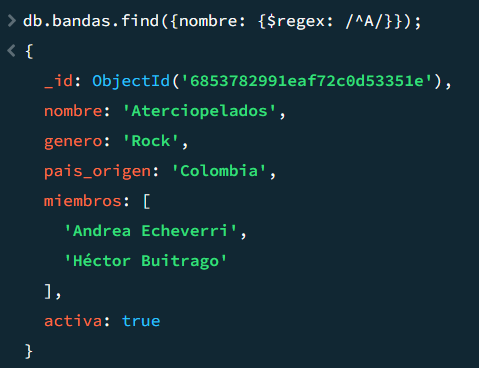 > db.bandas.find({nombre: {$regex: /^A/}});
< {
_id: ObjectId('6853782991eaf72c0d53351e'),
nombre: 'Aterciopelados',
genero: 'Rock',
pais_origen: 'Colombia',
miembros: [
'Andrea Echeverri',
'Héctor Buitrago'
],
activa: true
}